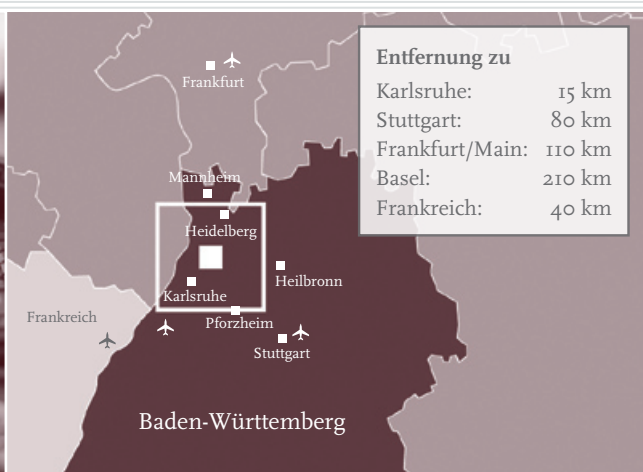 Entfernung zu
Karlsruhe: 15 km
Stuttgart: 80 km
Frankfurt/Main: 110 km
Basel: 210 km
Frankreich: 40 km
Frankfurt
Mannheim
Heidelberg
Heilbronn
Karlsruhe
Frankreich
Pforzheim
Stuttgart
Baden-Württemberg